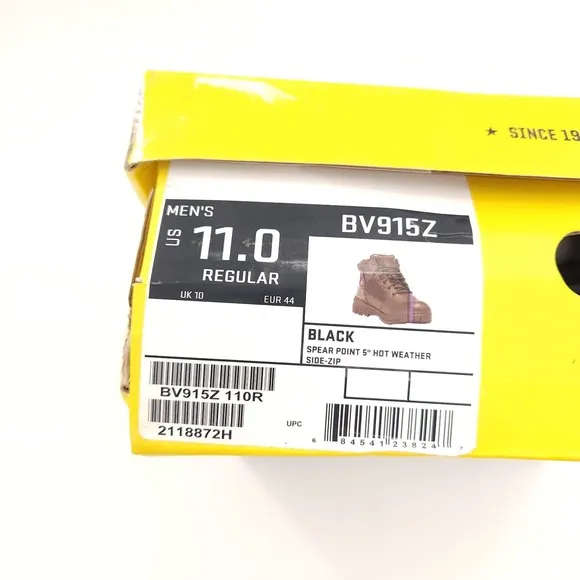 ★ SINCE 19
MEN'S
US 11.0
REGULAR
UK 10 EUR 44
BV915Z
BLACK
SPEAR POINT 5" HOT WEATHER
SIDE-ZIP
BV915Z 110R
2118872H
UPC
6 84541 23824 7